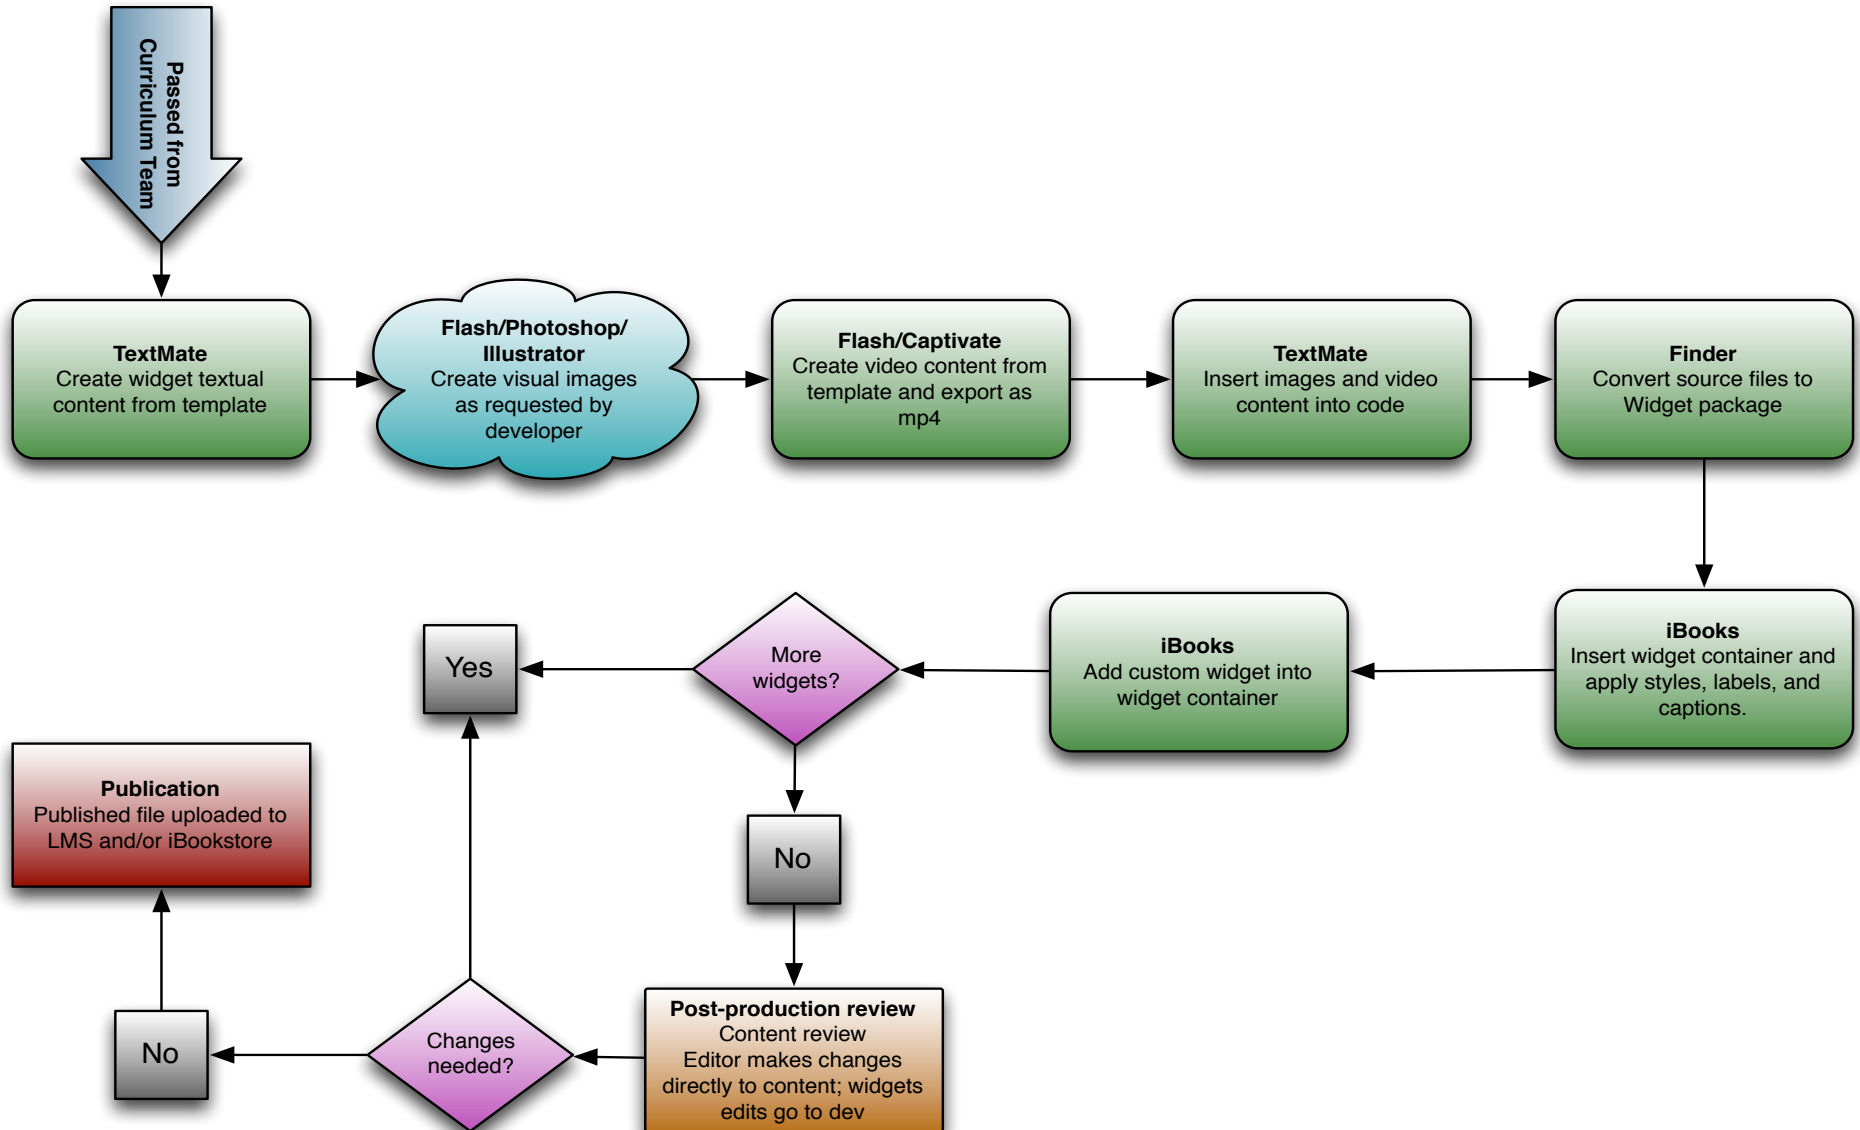 Passed from
Curriculum Team
TextMate
Create widget textual
content from template
Flash/Photoshop/
Illustrator
Create visual images
as requested by
developer
Flash/Captivate
Create video content from
template and export as
mp4
TextMate
Insert images and video
content into code
Finder
Convert source files to
Widget package
iBooks
Insert widget container and
apply styles, labels, and
captions.
iBooks
Add custom widget into
widget container
More
widgets?
Yes
No
Post-production review
Content review
Editor makes changes
directly to content; widgets
edits go to dev
Changes
needed?
No
Publication
Published file uploaded to
LMS and/or iBookstore